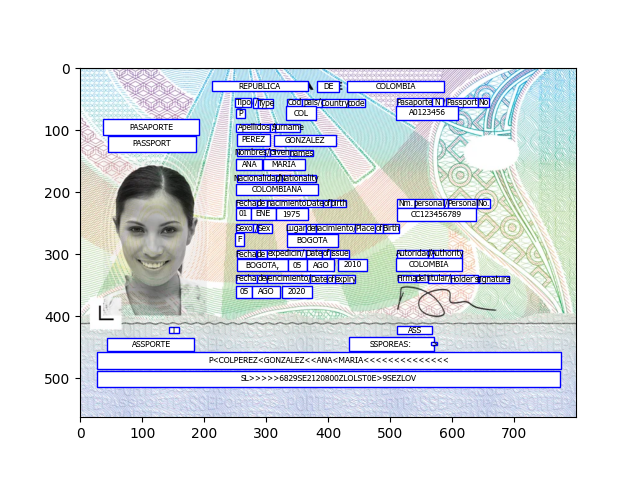 REPUBLICA DE COLOMBIA
Tipo/Type Cod. pais/Country code Pasaporte N. Passport No.
P COL A0123456
PASAPORTE
PASSPORT
Apellidos/Surname
PEREZ GONZALEZ
Nombres/Given names
ANA MARIA
Nacionalidad/Nationality
COLOMBIANA
Fecha de nacimiento/Date of birth Nm. personal/Personal No.
01 ENE 1975 CC123456789
Sexo/Sex Lugar de nacimiento/Place of Birth
F BOGOTA
Fecha de expedicin/Date of issue Autoridad/Authority
BOGOTA, 05 AGO 2010 COLOMBIA
Fecha de vencimiento/Date of expiry Firma del titular/Holder's signature
05 AGO 2020
L
ASS
ASSPORTE SSPOREAS:
P<COLPEREZ<GONZALEZ<<ANA<MARIA<<<<<<<<<<<<<<
SL>>>>>6829SE2120800ZLOLST0E>9SEZLOV
0
100
200
300
400
500
0 100 200 300 400 500 600 700